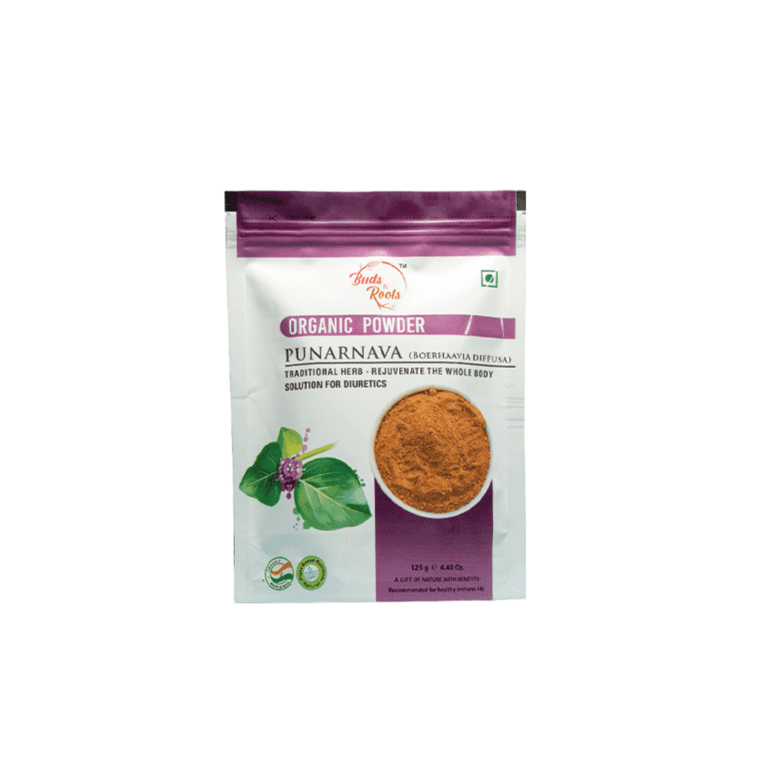 Buds &
Roots
TM
ORGANIC POWDER
PUNARNAVA (BOERHAAVIA DIFFUSA)
TRADITIONAL HERB - REJUVENATE THE WHOLE BODY
SOLUTION FOR DIURETICS
125 g ℮ 4.40 Oz.
A GIFT OF NATURE WITH BENEFITS
Recommended for healthy immune